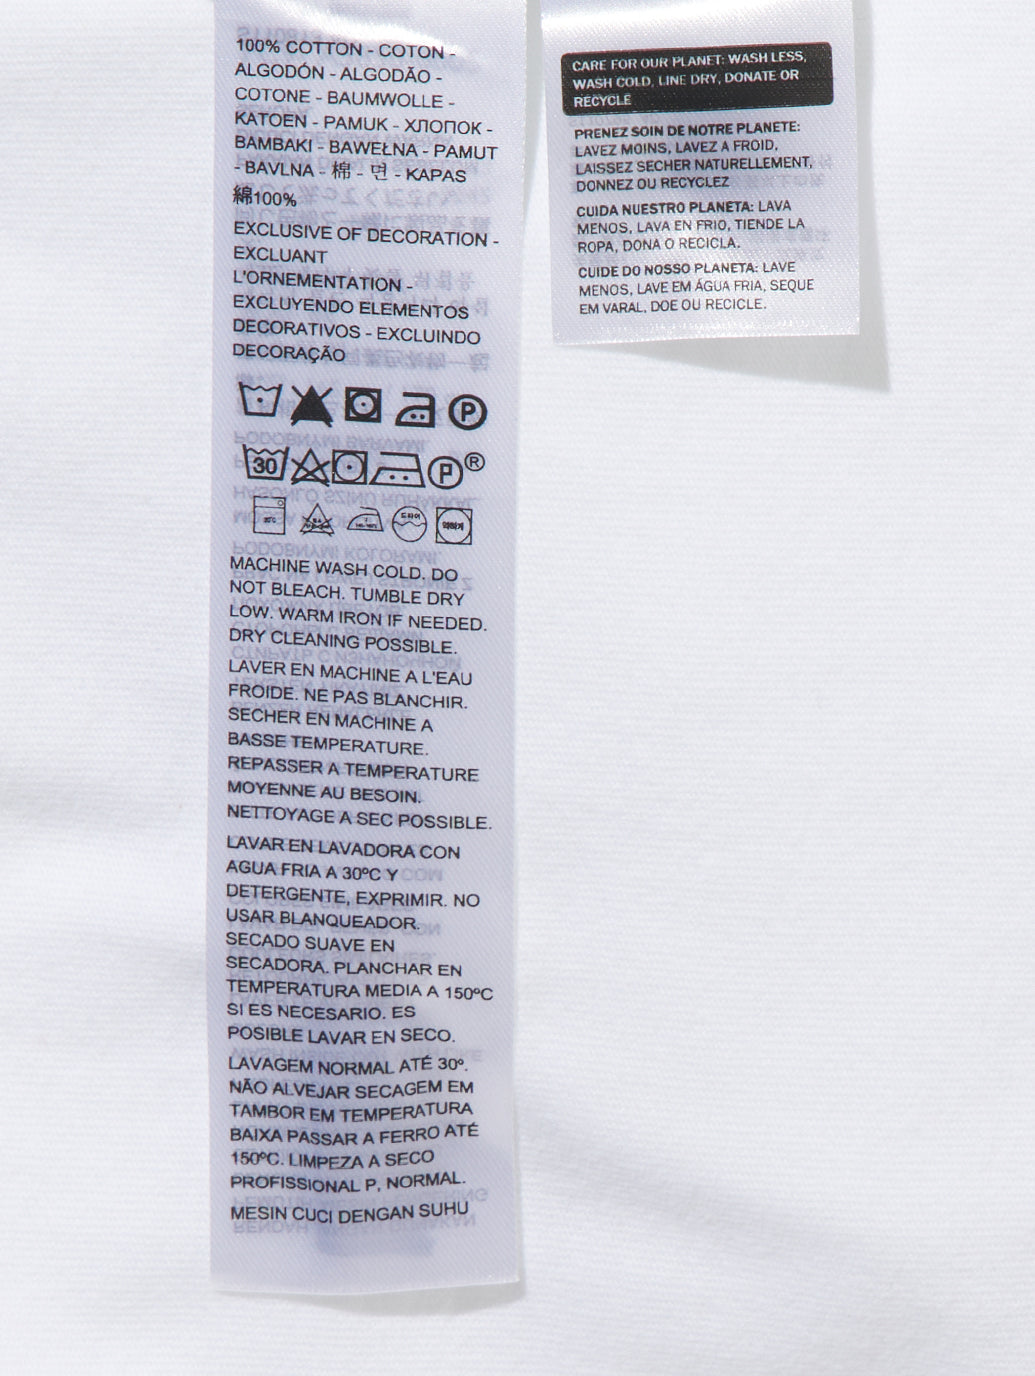 100% COTTON - COTON -
ALGODÓN - ALGODÃO -
COTONE - BAUMWOLLE -
KATOEN - PAMUK - ХЛОПОК -
BAMBAKI - BAWEŁNA - PAMUT
- BAVLNA - 棉 - 면 - KAPAS
綿100%
EXCLUSIVE OF DECORATION -
EXCLUANT
L'ORNEMENTATION -
EXCLUYENDO ELEMENTOS
DECORATIVOS - EXCLUINDO
DECORAÇÃO
P
30 P ®
드라이
MACHINE WASH COLD. DO
NOT BLEACH. TUMBLE DRY
LOW. WARM IRON IF NEEDED.
DRY CLEANING POSSIBLE.
LAVER EN MACHINE A L'EAU
FROIDE. NE PAS BLANCHIR.
SECHER EN MACHINE A
BASSE TEMPERATURE.
REPASSER A TEMPERATURE
MOYENNE AU BESOIN.
NETTOYAGE A SEC POSSIBLE.
LAVAR EN LAVADORA CON
AGUA FRIA A 30ºC Y
DETERGENTE, EXPRIMIR. NO
USAR BLANQUEADOR.
SECADO SUAVE EN
SECADORA. PLANCHAR EN
TEMPERATURA MEDIA A 150ºC
SI ES NECESARIO. ES
POSIBLE LAVAR EN SECO.
LAVAGEM NORMAL ATÉ 30º.
NÃO ALVEJAR SECAGEM EM
TAMBOR EM TEMPERATURA
BAIXA PASSAR A FERRO ATÉ
150ºC. LIMPEZA A SECO
PROFISSIONAL P, NORMAL.
MESIN CUCI DENGAN SUHU
CARE FOR OUR PLANET: WASH LESS,
WASH COLD, LINE DRY, DONATE OR
RECYCLE
PRENEZ SOIN DE NOTRE PLANETE:
LAVEZ MOINS, LAVEZ A FROID,
LAISSEZ SECHER NATURELLEMENT,
DONNEZ OU RECYCLEZ
CUIDA NUESTRO PLANETA: LAVA
MENOS, LAVA EN FRIO, TIENDE LA
ROPA, DONA O RECICLA.
CUIDE DO NOSSO PLANETA: LAVE
MENOS, LAVE EM ÁGUA FRIA, SEQUE
EM VARAL, DOE OU RECICLE.